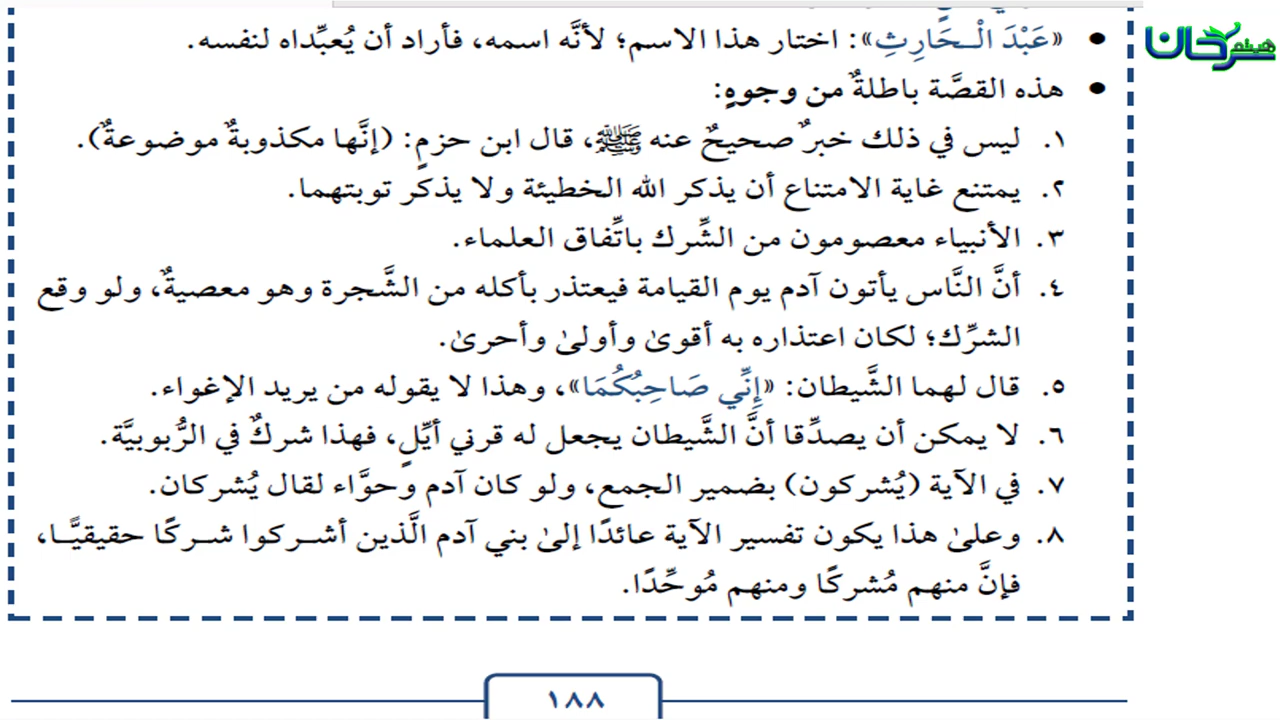 هيثم سرحان
• «عَبْدَ الْـحَارِثِ»: اختار هذا الاسم؛ لأنَّه اسمه، فأراد أن يُعبِّداه لنفسه.
• هذه القصَّة باطلةٌ من وجوهٍ:
١. ليس في ذلك خبرٌ صحيحٌ عنه ﷺ، قال ابن حزمٍ: (إنَّها مكذوبةٌ موضوعةٌ).
٢. يمتنع غاية الامتناع أن يذكر الله الخطيئة ولا يذكر توبتهما.
٣. الأنبياء معصومون من الشِّرك باتِّفاق العلماء.
٤. أنَّ النَّاس يأتون آدم يوم القيامة فيعتذر بأكله من الشَّجرة وهو معصيةٌ، ولو وقع
الشرِّك؛ لكان اعتذاره به أقوىٰ وأولىٰ وأحرىٰ.
٥. قال لهما الشَّيطان: «إِنِّي صَاحِبُكُمَا»، وهذا لا يقوله من يريد الإغواء.
٦. لا يمكن أن يصدِّقا أنَّ الشَّيطان يجعل له قرني أيِّلٍ، فهذا شركٌ في الرُّبوبيَّة.
٧. في الآية (يُشركون) بضمير الجمع، ولو كان آدم وحوَّاء لقال يُشركان.
٨. وعلىٰ هذا يكون تفسير الآية عائدًا إلىٰ بني آدم الَّذين أشـركوا شـركًا حقيقيًّـا،
فإنَّ منهم مُشركًا ومنهم مُوحِّدًا.
١٨٨